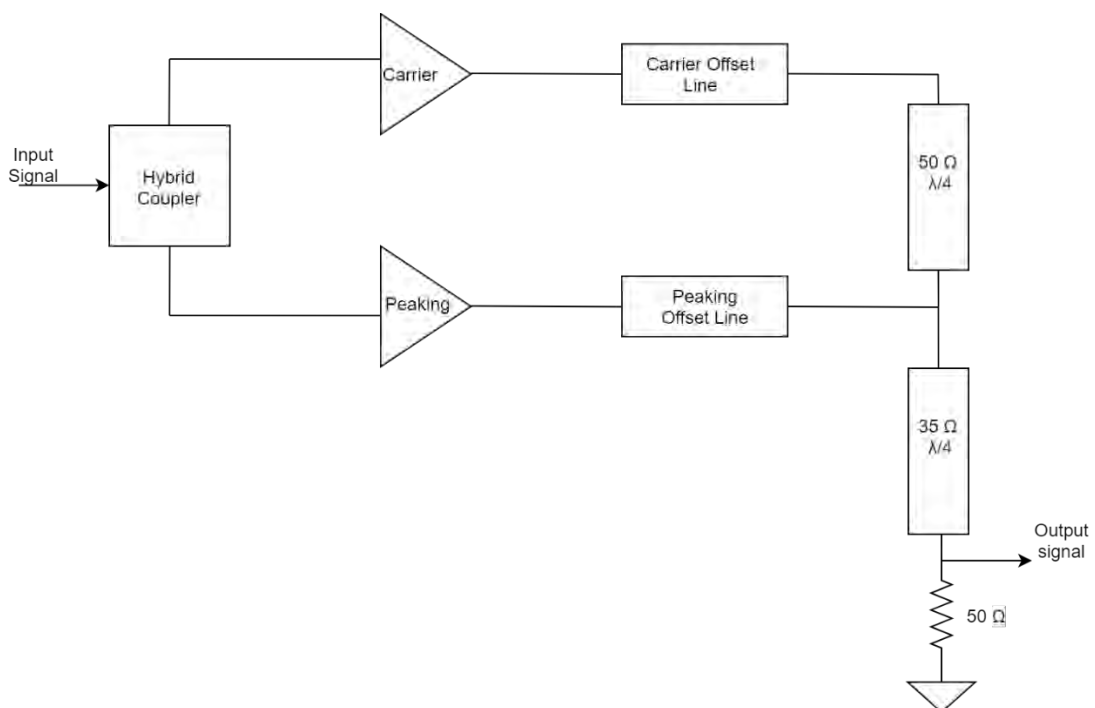 Input
Signal
Hybrid
Coupler
Carrier
Carrier Offset
Line
50 Ω
λ/4
Peaking
Peaking
Offset Line
35 Ω
λ/4
Output
signal
50 Ω